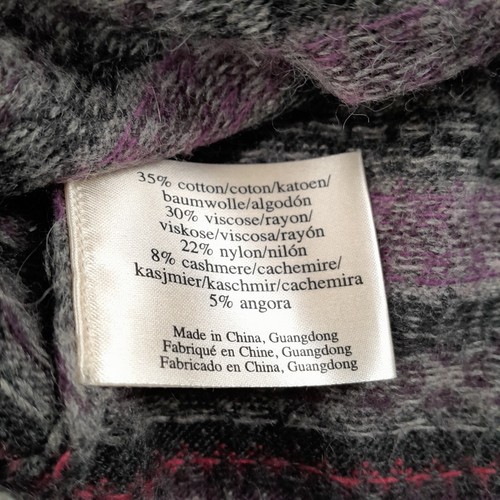 35% cotton/coton/katoen/
baumwolle/algodón
30% viscose/rayon/
viskose/viscosa/rayón
22% nylon/nilón
8% cashmere/cachemire/
kasjmier/kaschmir/cachemira
5% angora
Made in China, Guangdong
Fabriqué en Chine, Guangdong
Fabricado en China, Guangdong